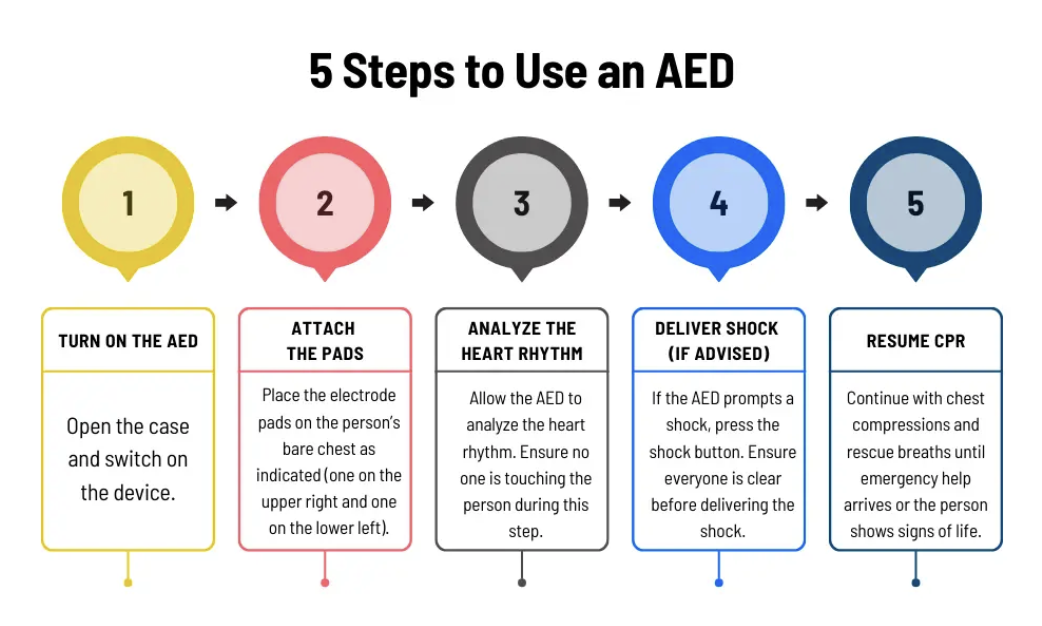 5 Steps to Use an AED
1
2
3
4
5
TURN ON THE AED
Open the case
and switch on
the device.
ATTACH
THE PADS
Place the electrode
pads on the person's
bare chest as
indicated (one on the
upper right and one
on the lower left).
ANALYZE THE
HEART RHYTHM
Allow the AED to
analyze the heart
rhythm. Ensure no
one is touching the
person during this
step.
DELIVER SHOCK
(IF ADVISED)
If the AED prompts a
shock, press the
shock button. Ensure
everyone is clear
before delivering the
shock.
RESUME CPR
Continue with chest
compressions and
rescue breaths until
emergency help
arrives or the person
shows signs of life.